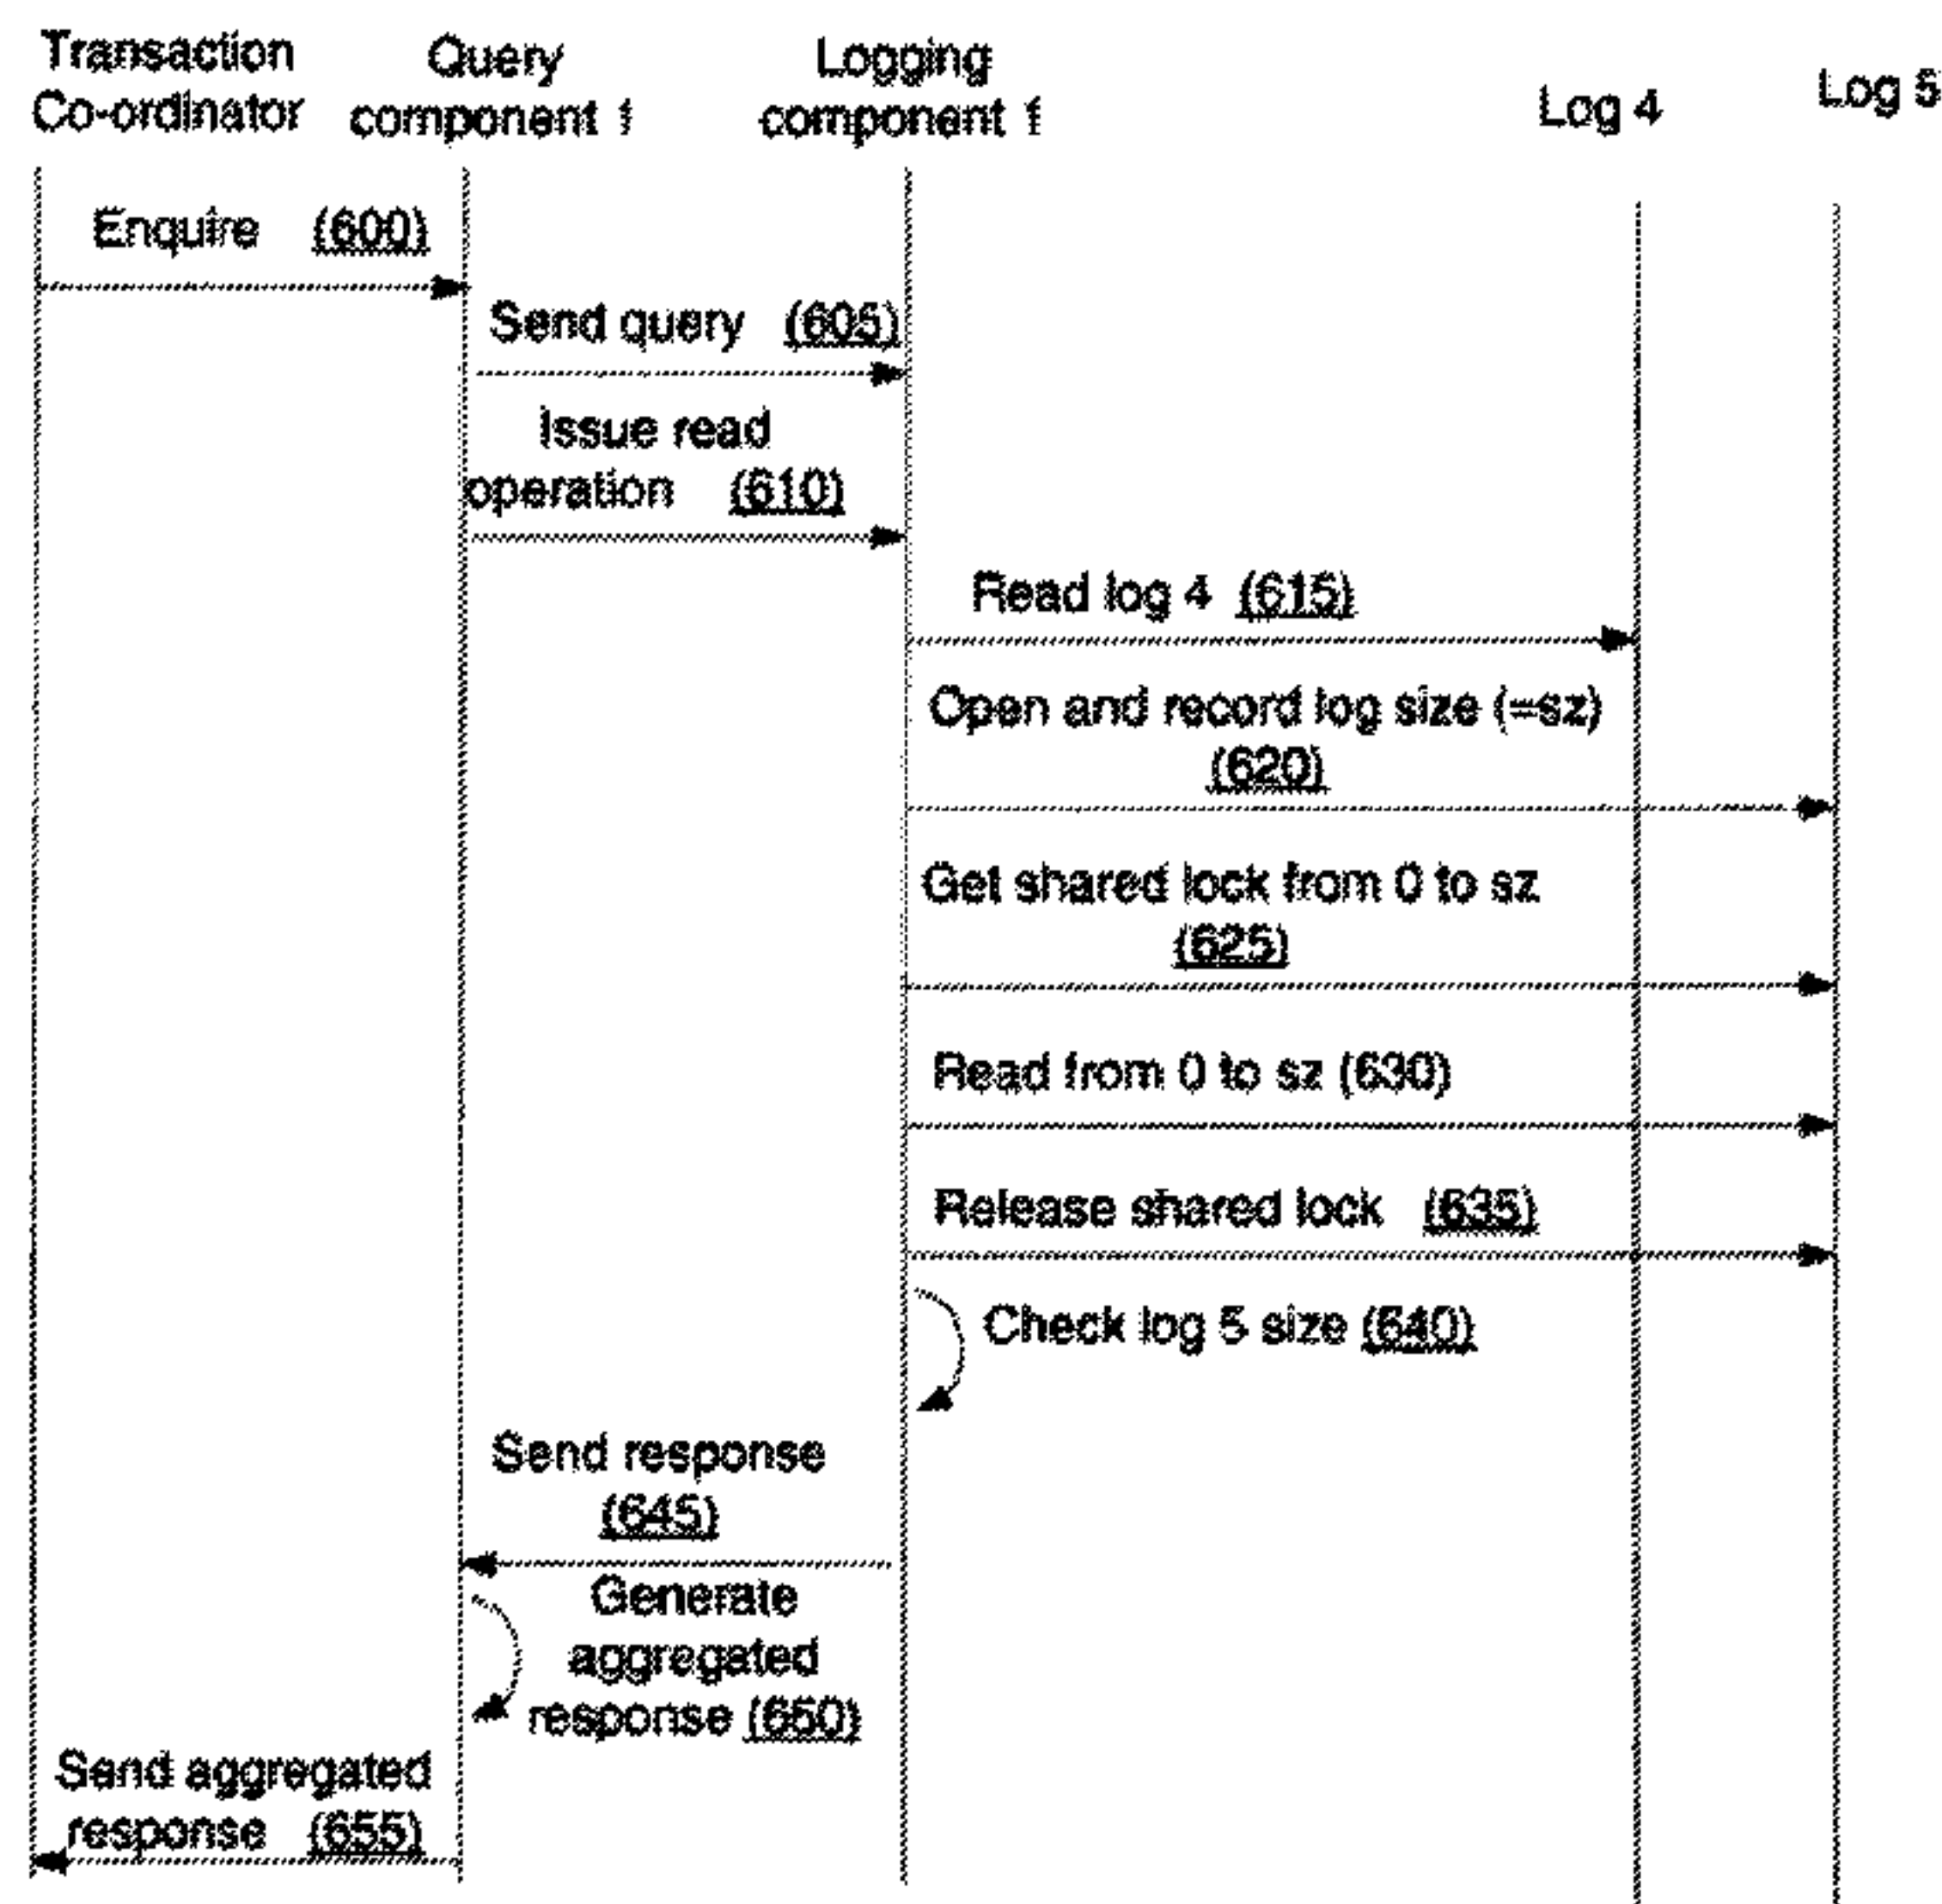 Transaction
Co-ordinator
Query
component 1
Logging
component 1
Log 4
Log 5
Enquire (600)
Send query (605)
Issue read
operation (610)
Read log 4 (615)
Open and record log size (=sz)
(620)
Get shared lock from 0 to sz
(625)
Read from 0 to sz (630)
Release shared lock (635)
Check log 5 size (640)
Send response
(645)
Generate
aggregated
response (650)
Send aggregated
response (655)